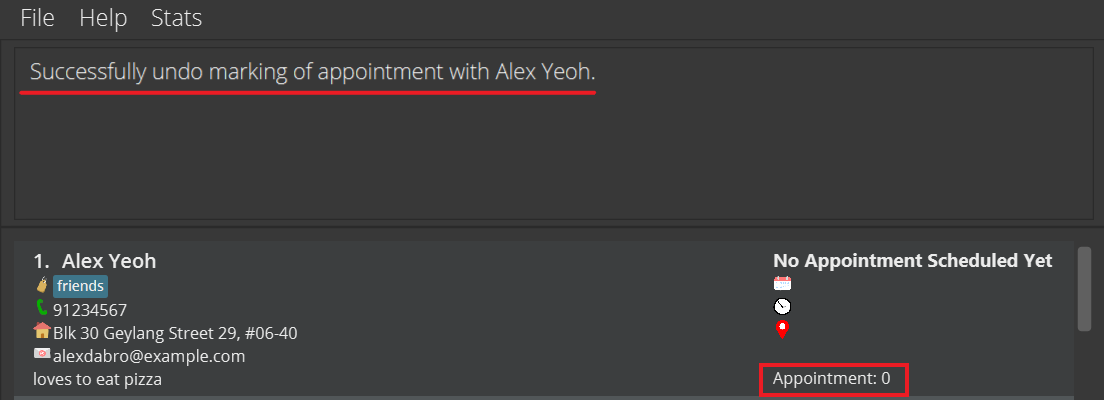 File Help Stats
Successfully undo marking of appointment with Alex Yeoh.
1. Alex Yeoh
No Appointment Scheduled Yet
friends
91234567
Blk 30 Geylang Street 29, #06-40
alexdabro@example.com
loves to eat pizza
Appointment: 0